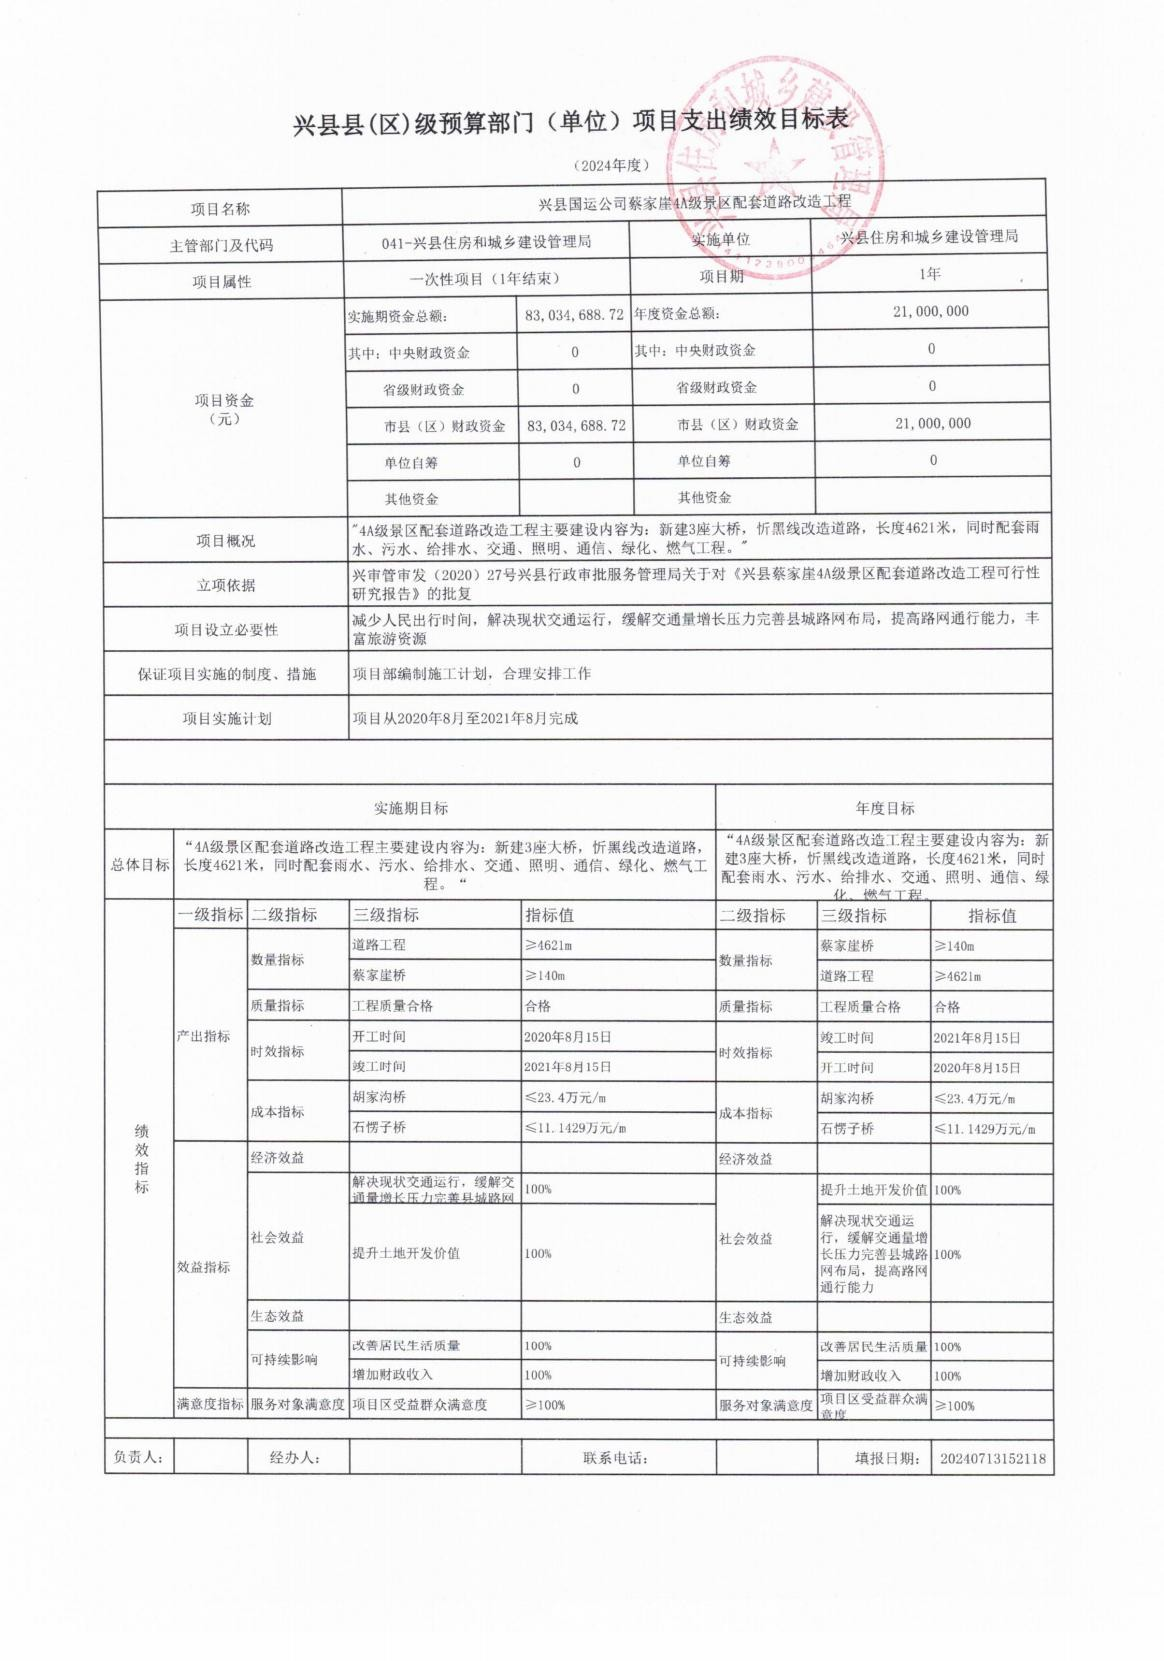 兴县县(区)级预算部门（单位）项目支出绩效目标表
（2024年度）
兴县住房和城乡建设管理局
项目名称 兴县国运公司蔡家崖4A级景区配套道路改造工程
主管部门及代码 041-兴县住房和城乡建设管理局 实施单位 兴县住房和城乡建设管理局
项目属性 一次性项目（1年结束） 项目期 1年
项目资金
（元）
实施期资金总额： 83,034,688.72 年度资金总额： 21,000,000
其中：中央财政资金 0 其中：中央财政资金 0
省级财政资金 0 省级财政资金 0
市县（区）财政资金 83,034,688.72 市县（区）财政资金 21,000,000
单位自筹 0 单位自筹 0
其他资金 其他资金
项目概况
"4A级景区配套道路改造工程主要建设内容为：新建3座大桥，忻黑线改造道路，长度4621米，同时配套雨
水、污水、给排水、交通、照明、通信、绿化、燃气工程。"
立项依据
兴审管审发（2020）27号兴县行政审批服务管理局关于对《兴县蔡家崖4A级景区配套道路改造工程可行性
研究报告》的批复
项目设立必要性
减少人民出行时间，解决现状交通运行，缓解交通量增长压力完善县城路网布局，提高路网通行能力，丰
富旅游资源
保证项目实施的制度、措施 项目部编制施工计划，合理安排工作
项目实施计划 项目从2020年8月至2021年8月完成
实施期目标 年度目标
总体目标
“4A级景区配套道路改造工程主要建设内容为：新建3座大桥，忻黑线改造道路，
长度4621米，同时配套雨水、污水、给排水、交通、照明、通信、绿化、燃气工
程。“
“4A级景区配套道路改造工程主要建设内容为：新
建3座大桥，忻黑线改造道路，长度4621米，同时
配套雨水、污水、给排水、交通、照明、通信、绿
化、燃气工程。
绩效指标
一级指标 二级指标 三级指标 指标值 二级指标 三级指标 指标值
产出指标
数量指标 道路工程 ≥4621m 数量指标 蔡家崖桥 ≥140m
蔡家崖桥 ≥140m 道路工程 ≥4621m
质量指标 工程质量合格 合格 质量指标 工程质量合格 合格
时效指标 开工时间 2020年8月15日 时效指标 竣工时间 2021年8月15日
竣工时间 2021年8月15日 开工时间 2020年8月15日
成本指标 胡家沟桥 ≤23.4万元/m 成本指标 胡家沟桥 ≤23.4万元/m
石愣子桥 ≤11.1429万元/m 石愣子桥 ≤11.1429万元/m
效益指标
经济效益 经济效益
社会效益
解决现状交通运行，缓解交
通量增长压力完善县城路网
100%
提升土地开发价值 100%
社会效益
提升土地开发价值 100%
解决现状交通运
行，缓解交通量增
长压力完善县城路
网布局，提高路网
通行能力
100%
生态效益 生态效益
可持续影响 改善居民生活质量 100% 可持续影响 改善居民生活质量 100%
增加财政收入 100% 增加财政收入 100%
满意度指标 服务对象满意度 项目区受益群众满意度 ≥100% 服务对象满意度 项目区受益群众满
意度
≥100%
负责人： 经办人： 联系电话： 填报日期： 20240713152118